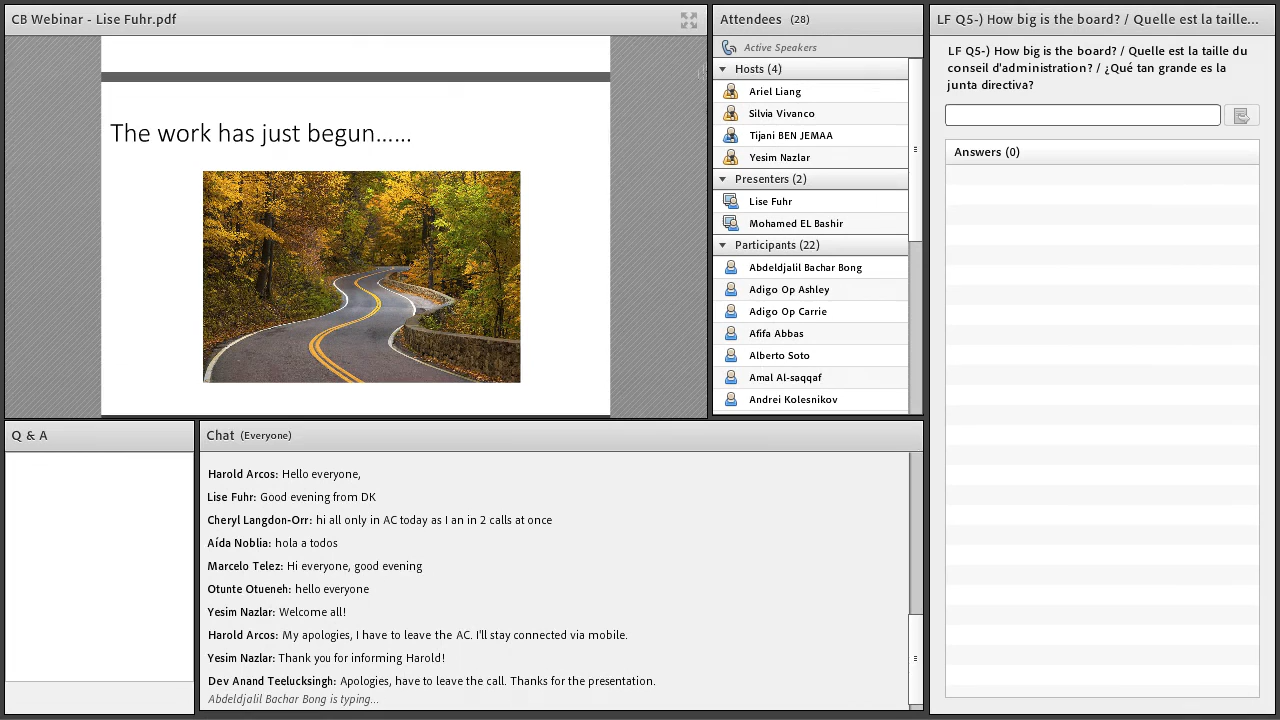 CB Webinar - Lise Fuhr.pdf
The work has just begun......
Attendees (28)
Active Speakers
Hosts (4)
Ariel Liang
Silvia Vivanco
Tijani BEN JEMAA
Yesim Nazlar
Presenters (2)
Lise Fuhr
Mohamed EL Bashir
Participants (22)
Abdeldjalil Bachar Bong
Adigo Op Ashley
Adigo Op Carrie
Afifa Abbas
Alberto Soto
Amal Al-saqqaf
Andrei Kolesnikov
LF Q5-) How big is the board? / Quelle est la taille...
LF Q5-) How big is the board? / Quelle est la taille du
conseil d'administration? / ¿Qué tan grande es la
junta directiva?
Answers (0)
Q & A
Chat (Everyone)
Harold Arcos: Hello everyone,
Lise Fuhr: Good evening from DK
Cheryl Langdon-Orr: hi all only in AC today as I an in 2 calls at once
Aída Noblia: hola a todos
Marcelo Telez: Hi everyone, good evening
Otunte Otueneh: hello everyone
Yesim Nazlar: Welcome all!
Harold Arcos: My apologies, I have to leave the AC. I'll stay connected via mobile.
Yesim Nazlar: Thank you for informing Harold!
Dev Anand Teelucksingh: Apologies, have to leave the call. Thanks for the presentation.
Abdeldjalil Bachar Bong is typing...